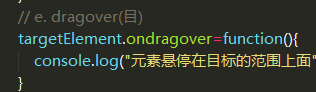 // e. dragover(目)
targetElement.ondragover=function(){
console.log("元素悬停在目标的范围上面"
}